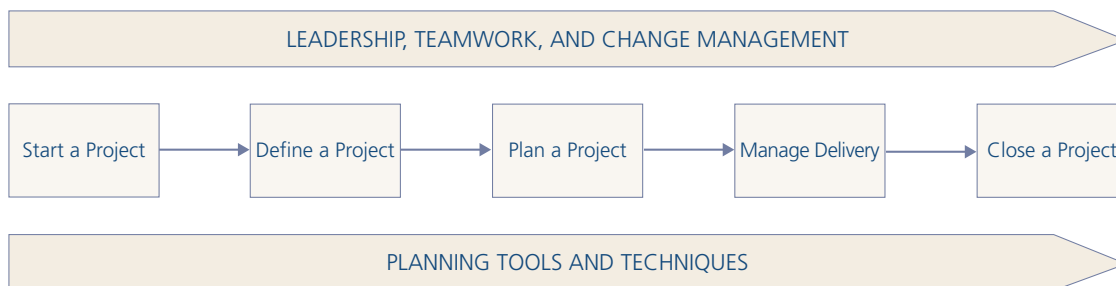 LEADERSHIP, TEAMWORK, AND CHANGE MANAGEMENT
Start a Project
Define a Project
Plan a Project
Manage Delivery
Close a Project
PLANNING TOOLS AND TECHNIQUES